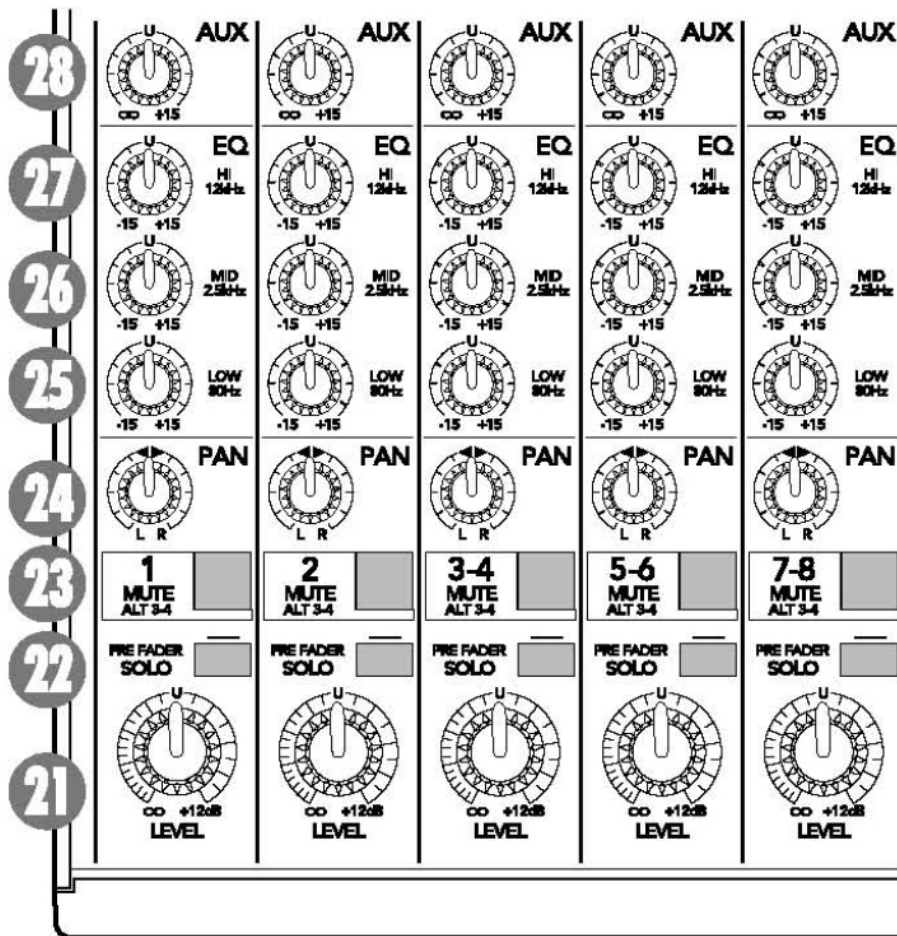 28 U AUX U AUX U AUX U AUX U AUX
∞ +15 ∞ +15 ∞ +15 ∞ +15 ∞ +15
27 U EQ U EQ U EQ U EQ U EQ
HI HI HI HI HI
12kHz 12kHz 12kHz 12kHz 12kHz
-15 +15 -15 +15 -15 +15 -15 +15 -15 +15
U U U U U
26 MID MID MID MID MID
2.5kHz 2.5kHz 2.5kHz 2.5kHz 2.5kHz
-15 +15 -15 +15 -15 +15 -15 +15 -15 +15
U U U U U
25 LOW LOW LOW LOW LOW
80Hz 80Hz 80Hz 80Hz 80Hz
-15 +15 -15 +15 -15 +15 -15 +15 -15 +15
24 PAN PAN PAN PAN PAN
L R L R L R L R L R
23 1 2 3-4 5-6 7-8
MUTE MUTE MUTE MUTE MUTE
ALT 3-4 ALT 3-4 ALT 3-4 ALT 3-4 ALT 3-4
22 PRE FADER PRE FADER PRE FADER PRE FADER PRE FADER
SOLO SOLO SOLO SOLO SOLO
U U U U U
21
∞ +12dB ∞ +12dB ∞ +12dB ∞ +12dB ∞ +12dB
LEVEL LEVEL LEVEL LEVEL LEVEL